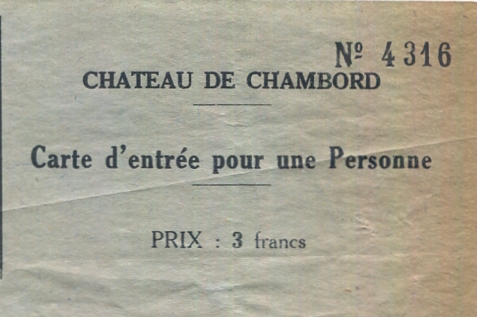 Nº 4316
CHATEAU DE CHAMBORD
Carte d'entrée pour une Personne
PRIX : 3 francs